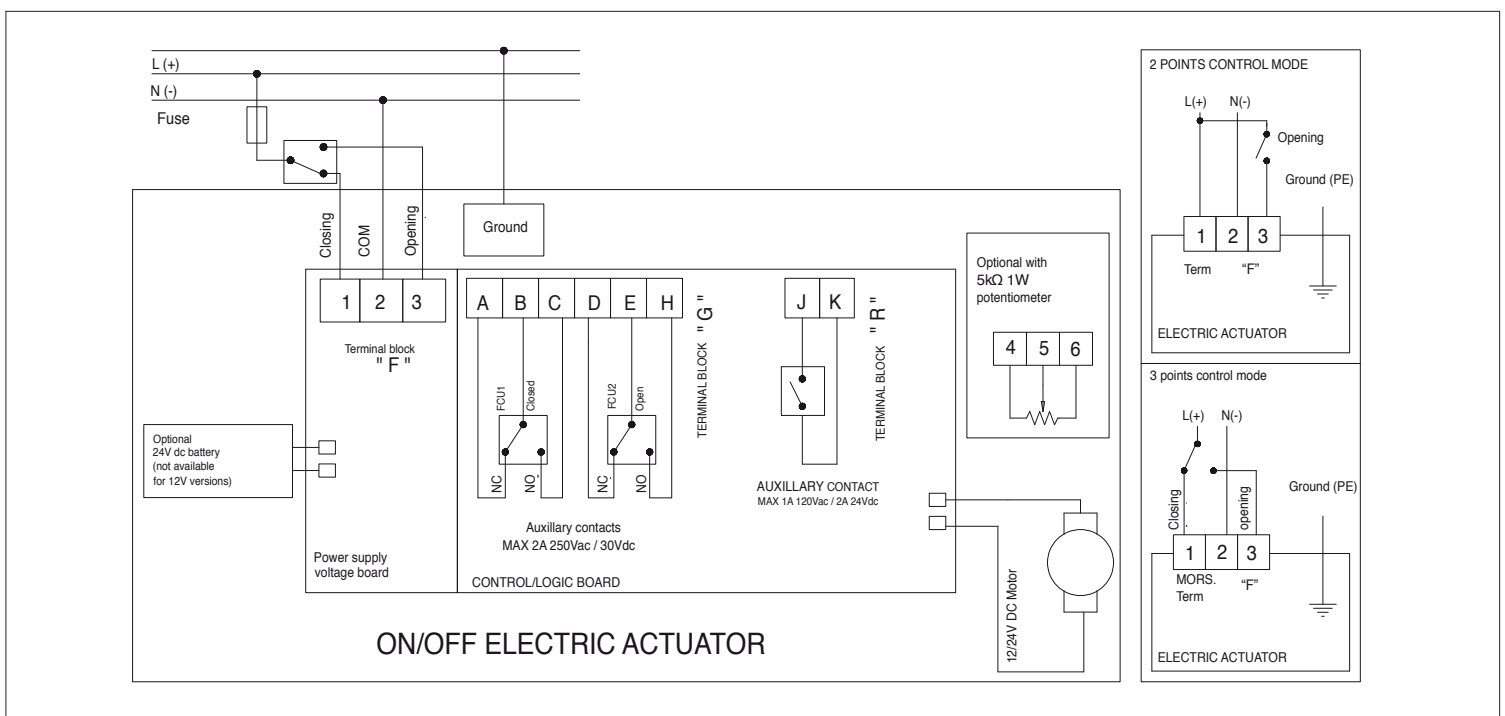 L (+)
N (-)
Fuse
Closing
COM
Opening
Ground
1 2 3
Terminal block
" F "
A B C D E H
TERMINAL BLOCK " G "
FCU1
Closed
FCU2
Open
NC
NO
NC
NO
Auxillary contacts
MAX 2A 250Vac / 30Vdc
J K
TERMINAL BLOCK " R "
AUXILLARY CONTACT
MAX 1A 120Vac / 2A 24Vdc
Optional with
5kΩ 1W
potentiometer
4 5 6
Optional
24V dc battery
(not available
for 12V versions)
Power supply
voltage board
CONTROL/LOGIC BOARD
12/24V DC Motor
ON/OFF ELECTRIC ACTUATOR
2 POINTS CONTROL MODE
L(+) N(-)
Opening
Ground (PE)
1 2 3
Term “F”
ELECTRIC ACTUATOR
3 points control mode
L(+) N(-)
Closing
opening
Ground (PE)
1 2 3
MORS.
Term “F”
ELECTRIC ACTUATOR